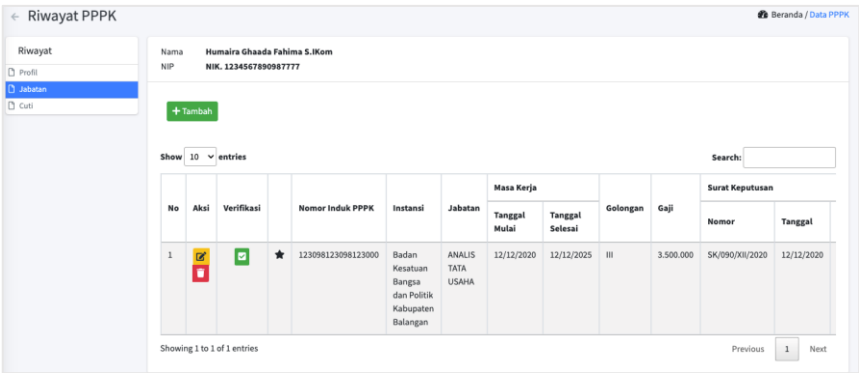 ← Riwayat PPPK
Beranda / Data PPPK
Riwayat
Profil
Jabatan
Cuti
Nama Humaira Ghaada Fahima S.IKom
NIP NIK. 1234567890987777
+ Tambah
Show 10 entries
Search:
Masa Kerja Surat Keputusan
No Aksi Verifikasi Nomor Induk PPPK Instansi Jabatan Golongan Gaji
Tanggal Tanggal Nomor Tanggal
Mulai Selesai
1 123098123098123000 Badan ANALIS 12/12/2020 12/12/2025 III 3.500.000 SK/090/XII/2020 12/12/2020
Kesatuan TATA
Bangsa USAHA
dan Politik
Kabupaten
Balangan
Showing 1 to 1 of 1 entries
Previous 1 Next